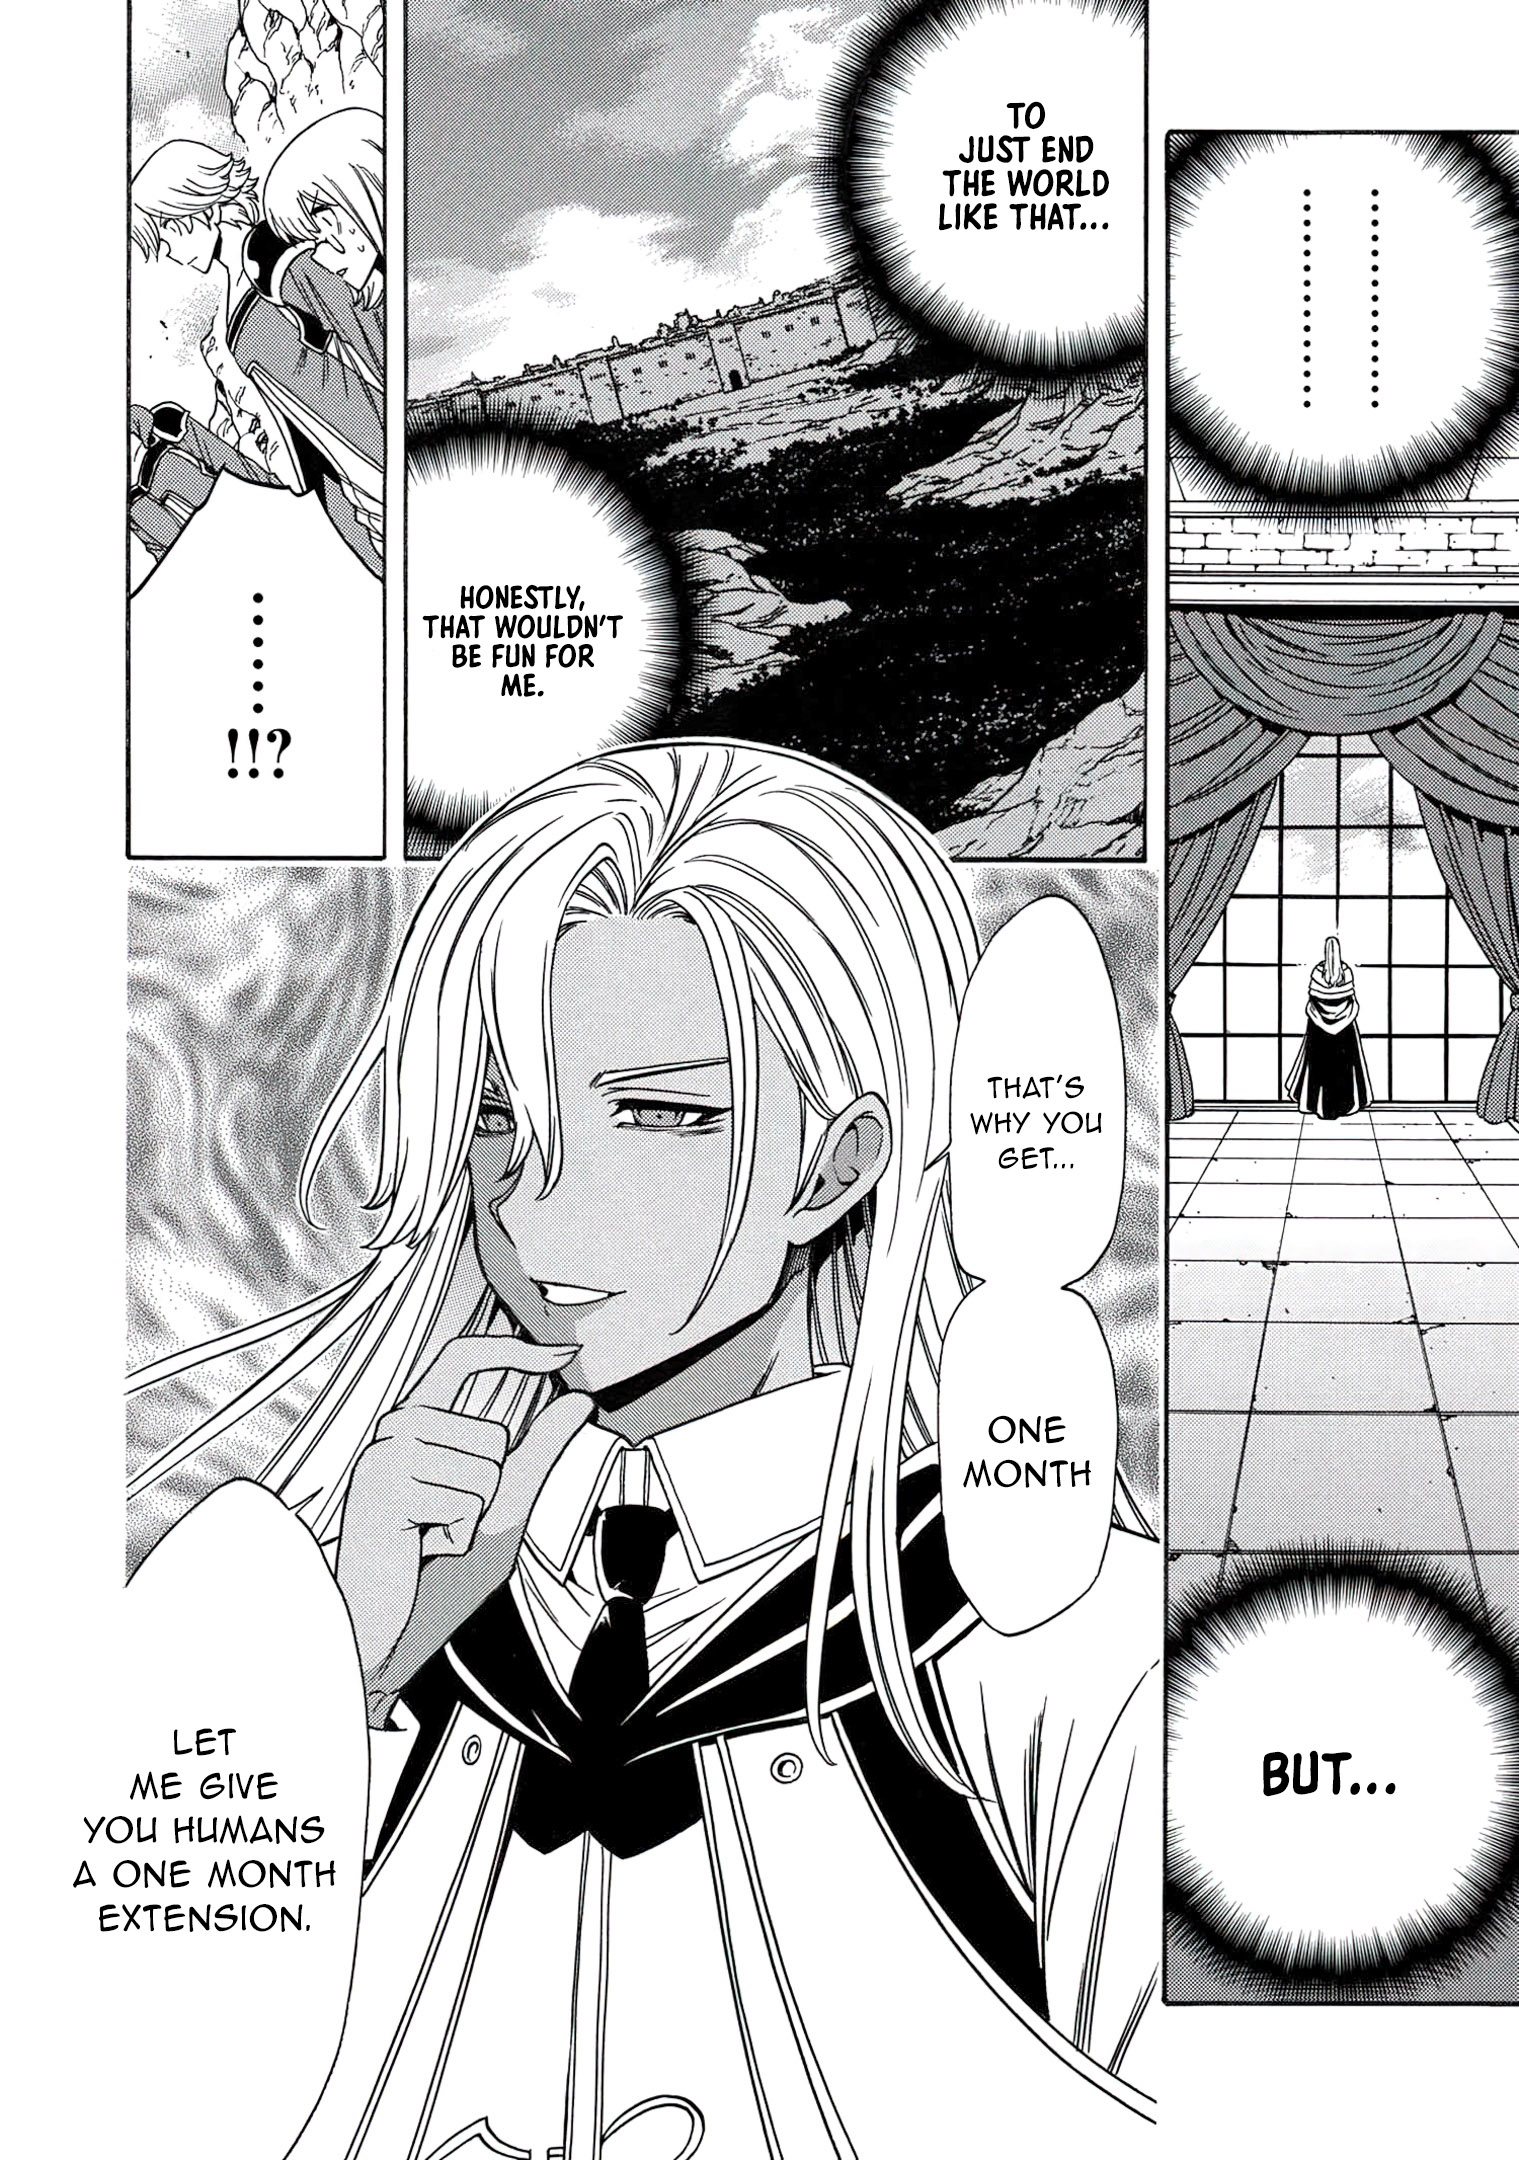 .........
.........
BUT...
TO
JUST END
THE WORLD
LIKE THAT...
HONESTLY,
THAT WOULDN'T
BE FUN FOR
ME.
......
!!?
THAT'S
WHY YOU
GET...
ONE
MONTH
LET
ME GIVE
YOU HUMANS
A ONE MONTH
EXTENSION.